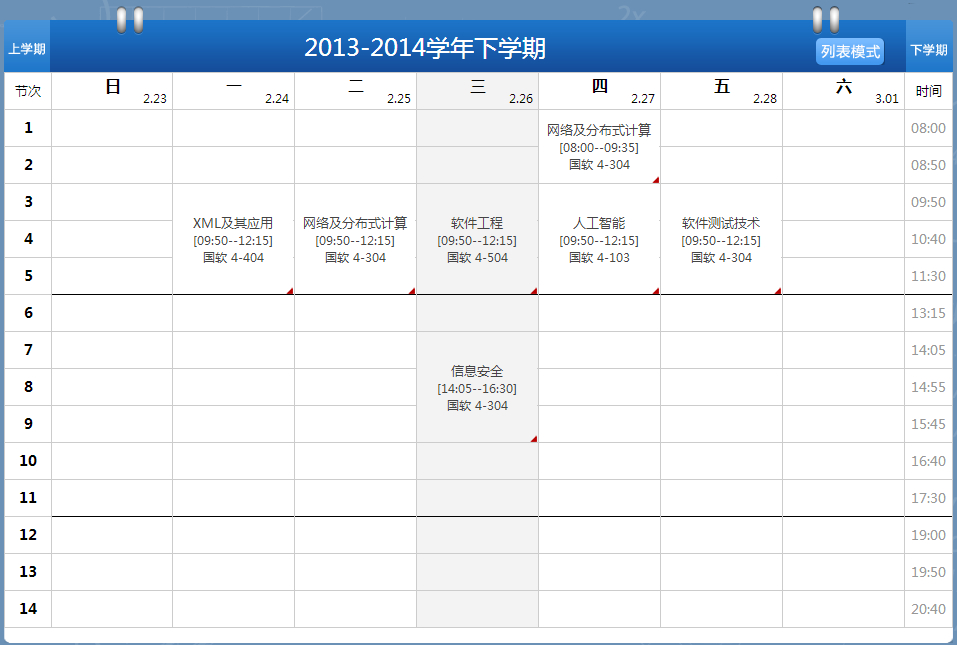 上学期
2013-2014学年下学期
列表模式
下学期
节次
日 2.23
一 2.24
二 2.25
三 2.26
四 2.27
五 2.28
六 3.01
时间
1
08:00
网络及分布式计算
[08:00--09:35]
国软 4-304
2
08:50
3
09:50
XML及其应用
[09:50--12:15]
国软 4-404
网络及分布式计算
[09:50--12:15]
国软 4-304
软件工程
[09:50--12:15]
国软 4-504
人工智能
[09:50--12:15]
国软 4-103
软件测试技术
[09:50--12:15]
国软 4-304
4
10:40
5
11:30
6
13:15
7
14:05
信息安全
[14:05--16:30]
国软 4-304
8
14:55
9
15:45
10
16:40
11
17:30
12
19:00
13
19:50
14
20:40